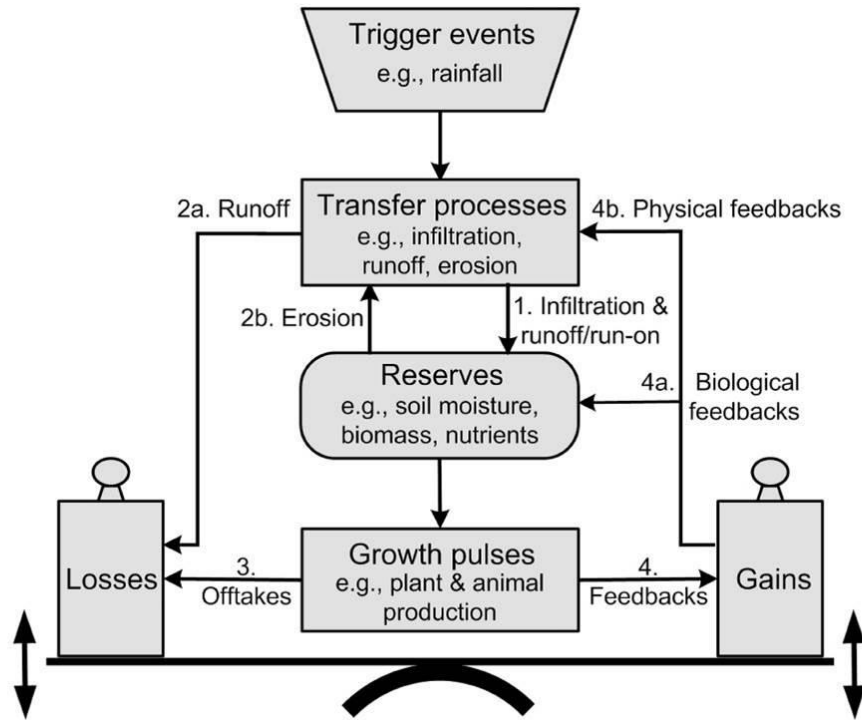 Trigger events
e.g., rainfall
2a. Runoff
Transfer processes
e.g., infiltration,
runoff, erosion
4b. Physical feedbacks
2b. Erosion
1. Infiltration &
runoff/run-on
Reserves
e.g., soil moisture,
biomass, nutrients
4a. Biological
feedbacks
Losses
3.
Offtakes
Growth pulses
e.g., plant & animal
production
4.
Feedbacks
Gains